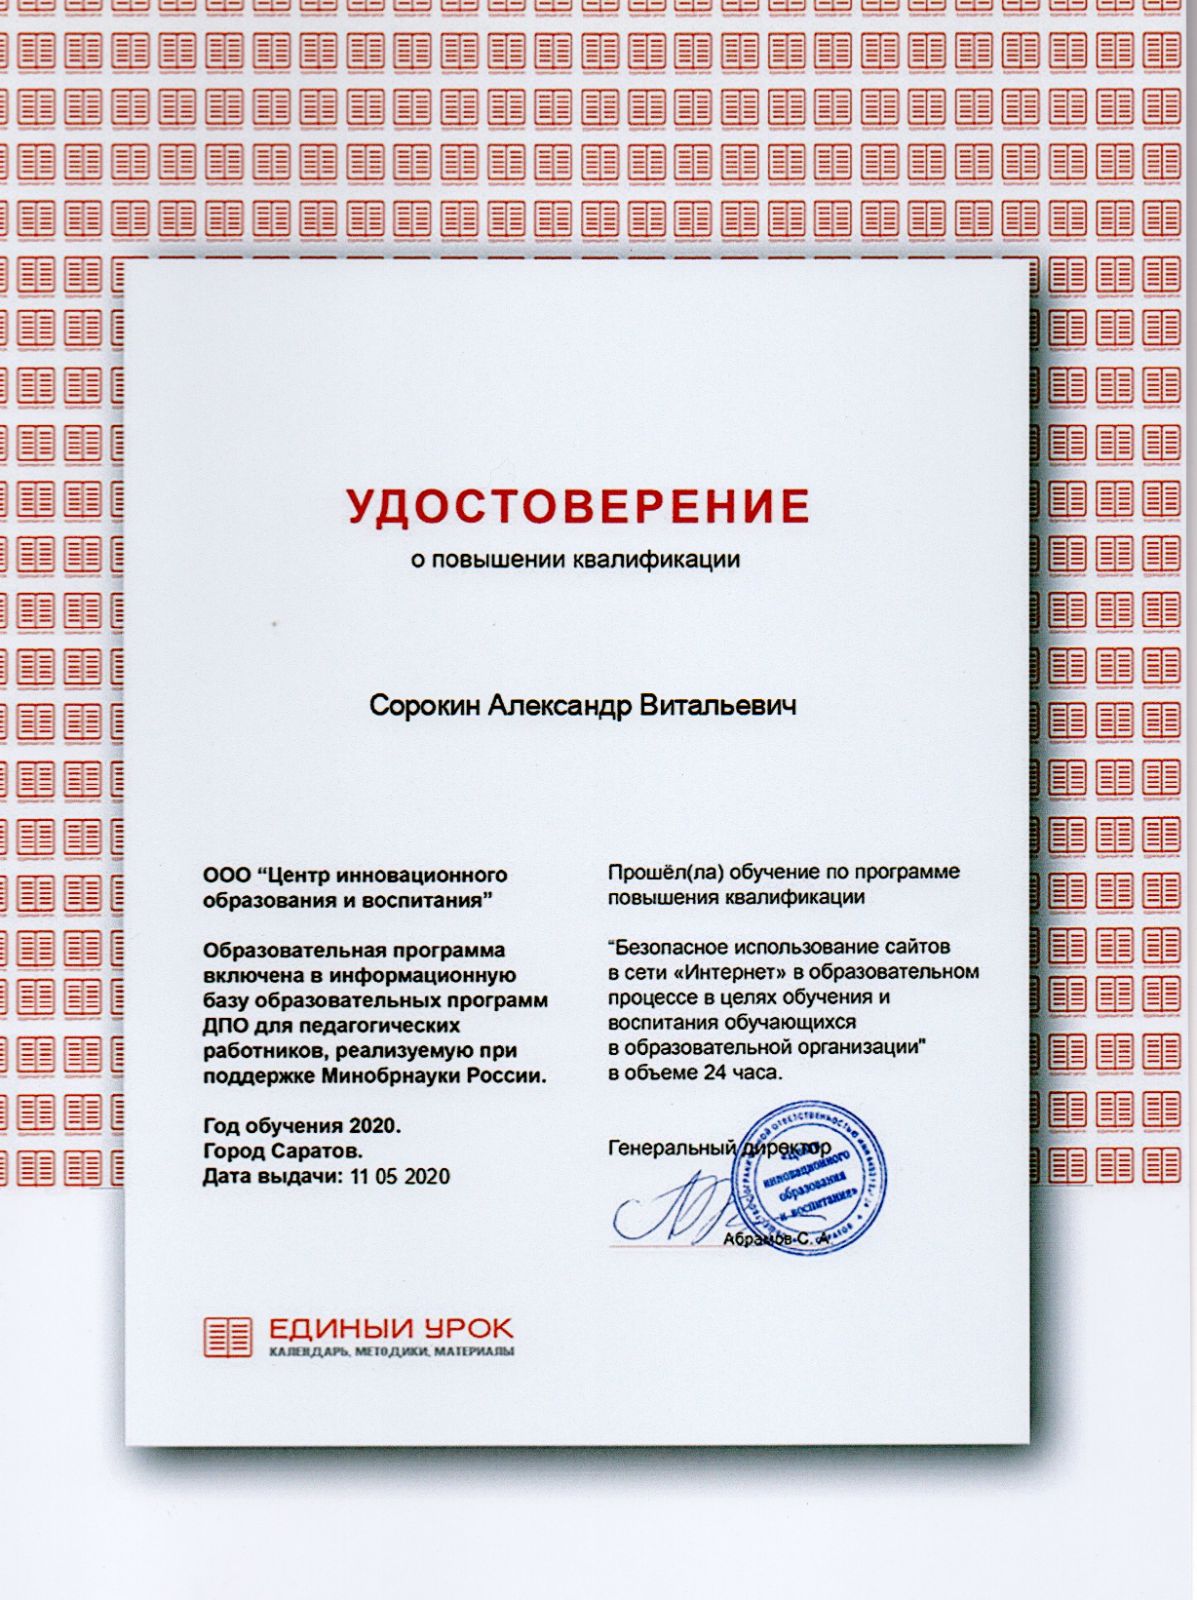 УДОСТОВЕРЕНИЕ
о повышении квалификации
Сорокин Александр Витальевич
ООО “Центр инновационного
образования и воспитания”
Образовательная программа
включена в информационную
базу образовательных программ
ДПО для педагогических
работников, реализуемую при
поддержке Минобрнауки России.
Год обучения 2020.
Город Саратов.
Дата выдачи: 11 05 2020
Прошёл(ла) обучение по программе
повышения квалификации
“Безопасное использование сайтов
в сети «Интернет» в образовательном
процессе в целях обучения и
воспитания обучающихся
в образовательной организации"
в объеме 24 часа.
Генеральный директор
инновационного
образования
и воспитания»
Абрамов С. А.
ЕДИНЫЙ УРОК
КАЛЕНДАРЬ, МЕТОДИКИ, МАТЕРИАЛЫ